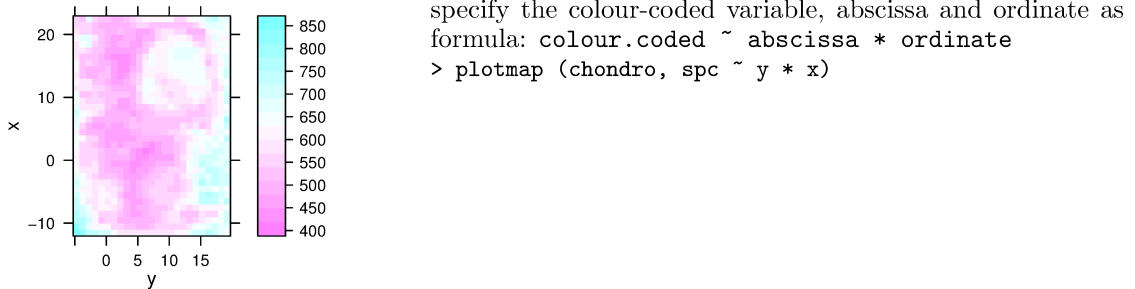 specify the colour-coded variable, abscissa and ordinate as
formula: colour.coded ~ abscissa * ordinate
> plotmap (chondro, spc ~ y * x)
20
10
0
−10
x
0 5 10 15
y
850
800
750
700
650
600
550
500
450
400